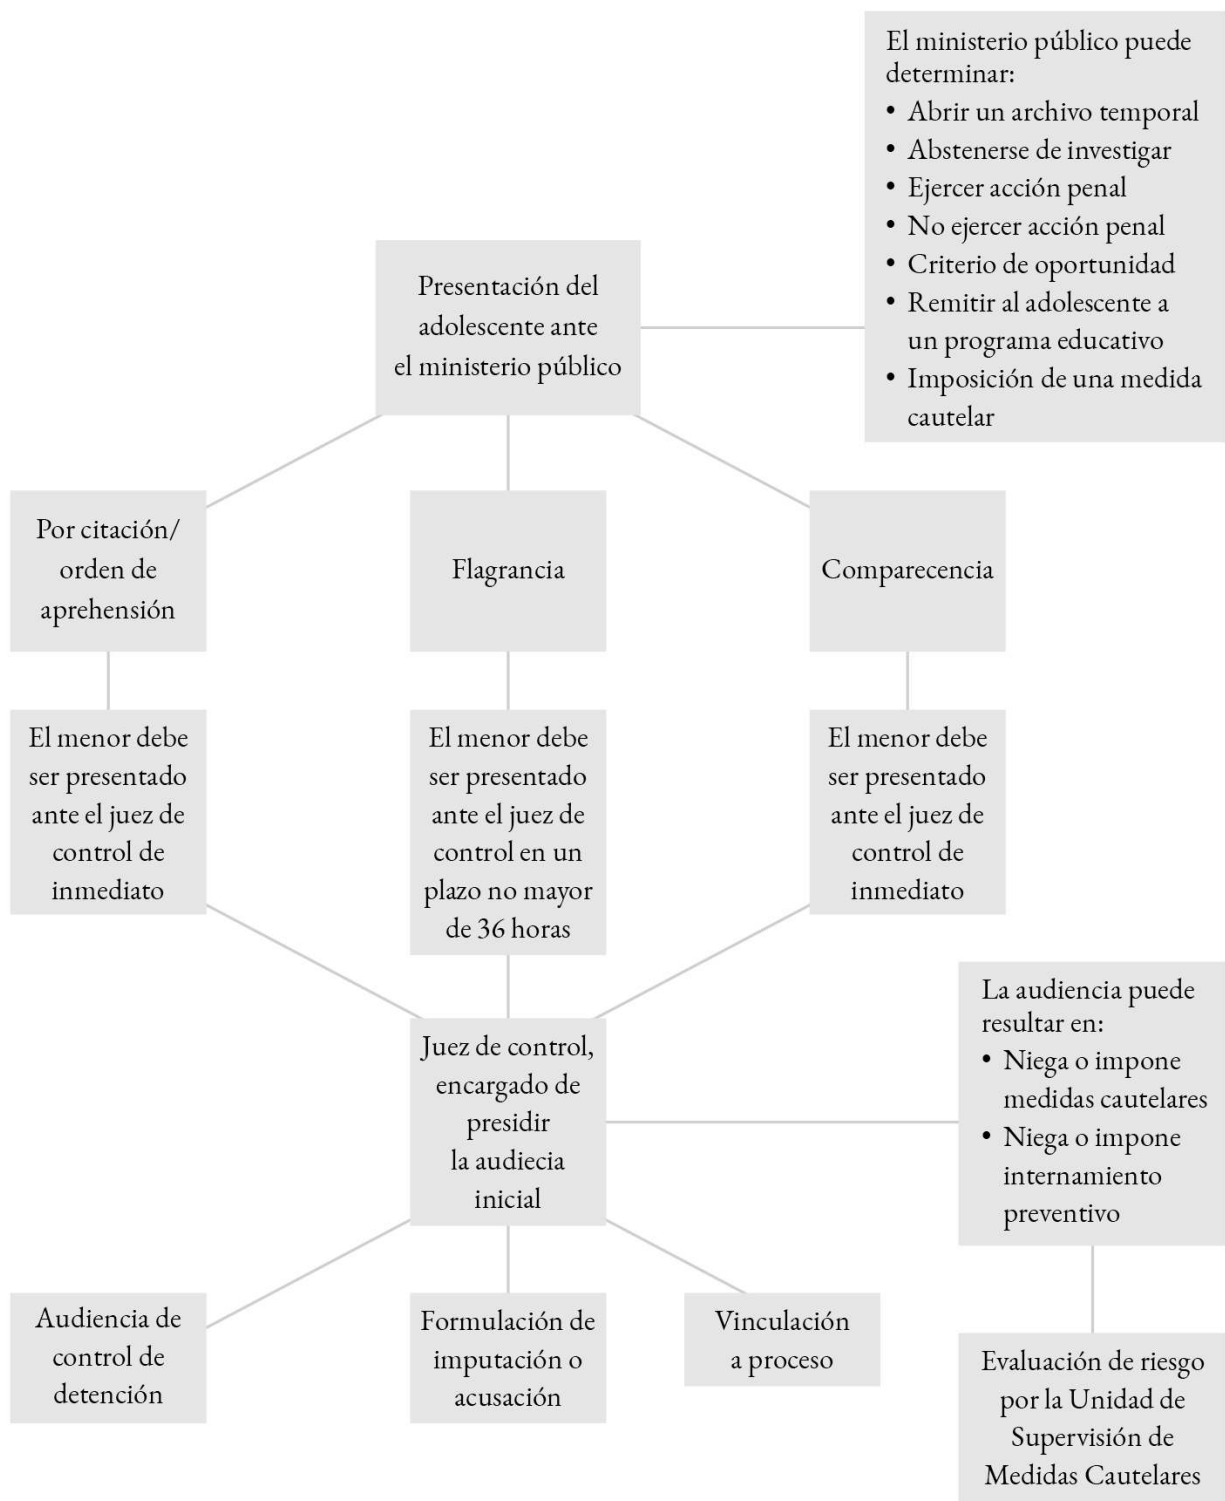 El ministerio público puede
determinar:
• Abrir un archivo temporal
• Abstenerse de investigar
• Ejercer acción penal
• No ejercer acción penal
• Criterio de oportunidad
• Remitir al adolescente a
un programa educativo
• Imposición de una medida
cautelar
Presentación del
adolescente ante
el ministerio público
Por citación/
orden de
aprehensión
Flagrancia
Comparecencia
El menor debe
ser presentado
ante el juez de
control de
inmediato
El menor debe
ser presentado
ante el juez de
control en un
plazo no mayor
de 36 horas
El menor debe
ser presentado
ante el juez de
control de
inmediato
Juez de control,
encargado de
presidir
la audiecia
inicial
La audiencia puede
resultar en:
• Niega o impone
medidas cautelares
• Niega o impone
internamiento
preventivo
Audiencia de
control de
detención
Formulación de
imputación o
acusación
Vinculación
a proceso
Evaluación de riesgo
por la Unidad de
Supervisión de
Medidas Cautelares